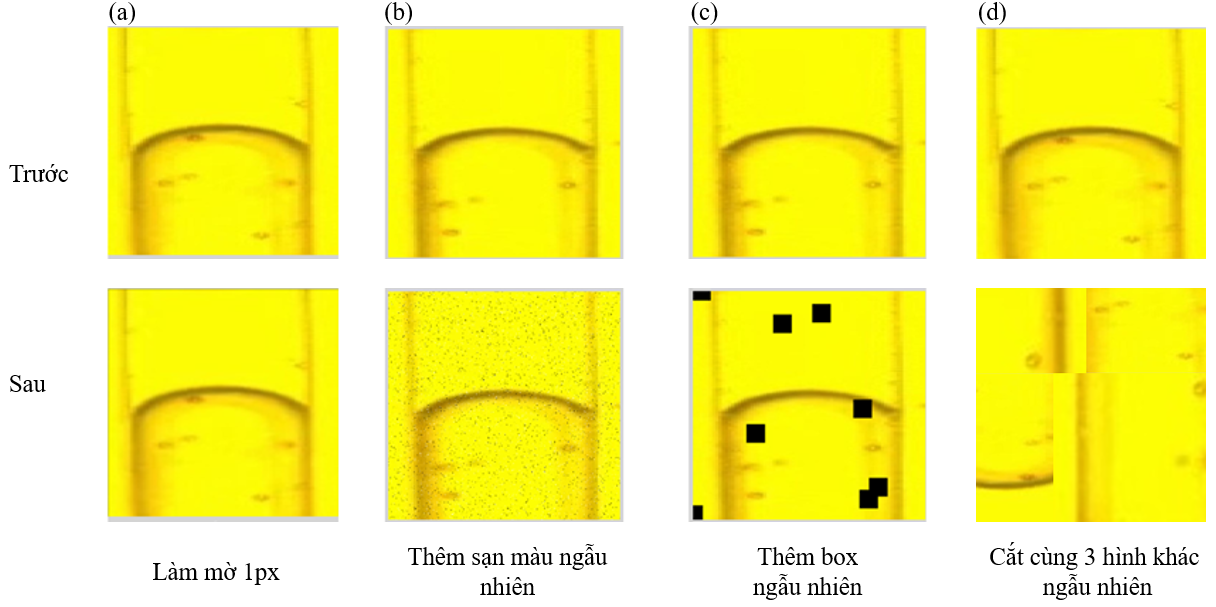 (a)
(b)
(c)
(d)
Trước
Sau
Làm mờ 1px
Thêm sạn màu ngẫu
nhiên
Thêm box
ngẫu nhiên
Cắt cùng 3 hình khác
ngẫu nhiên